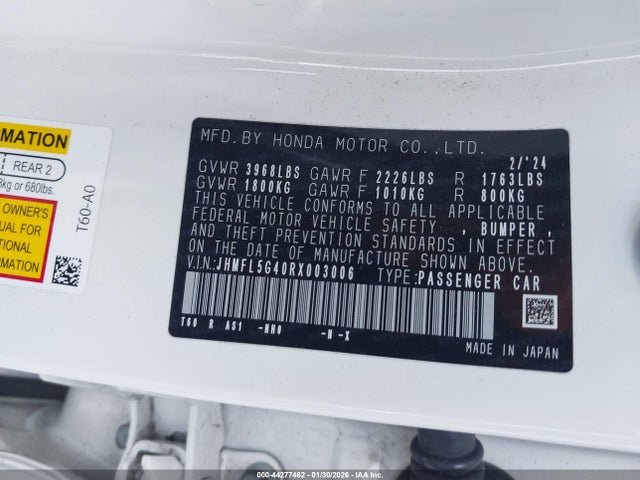 MATION
REAR 2
kg or 680lbs.
OWNER'S
UAL FOR
TIONAL
RMATION
T60-A0
MFD.BY HONDA MOTOR CO.,LTD.
2/'24
GVWR 3968LBS GAWR F 2226LBS R 1763LBS
GVWR 1800KG GAWR F 1010KG R 800KG
THIS VEHICLE CONFORMS TO ALL APPLICABLE
FEDERAL MOTOR VEHICLE SAFETY , BUMPER ,
AND THEFT PREVENTION STANDARDS IN EFFECT
ON THE DATE OF MANUFACTURE SHOWN ABOVE.
V.I.N: JHMFL5G40RX003006 TYPE: PASSENGER CAR
T60 R AS1 -NH0 -N -X
MADE IN JAPAN
000-44277462 - 01/30/2026 - IAA Holdings, LLC